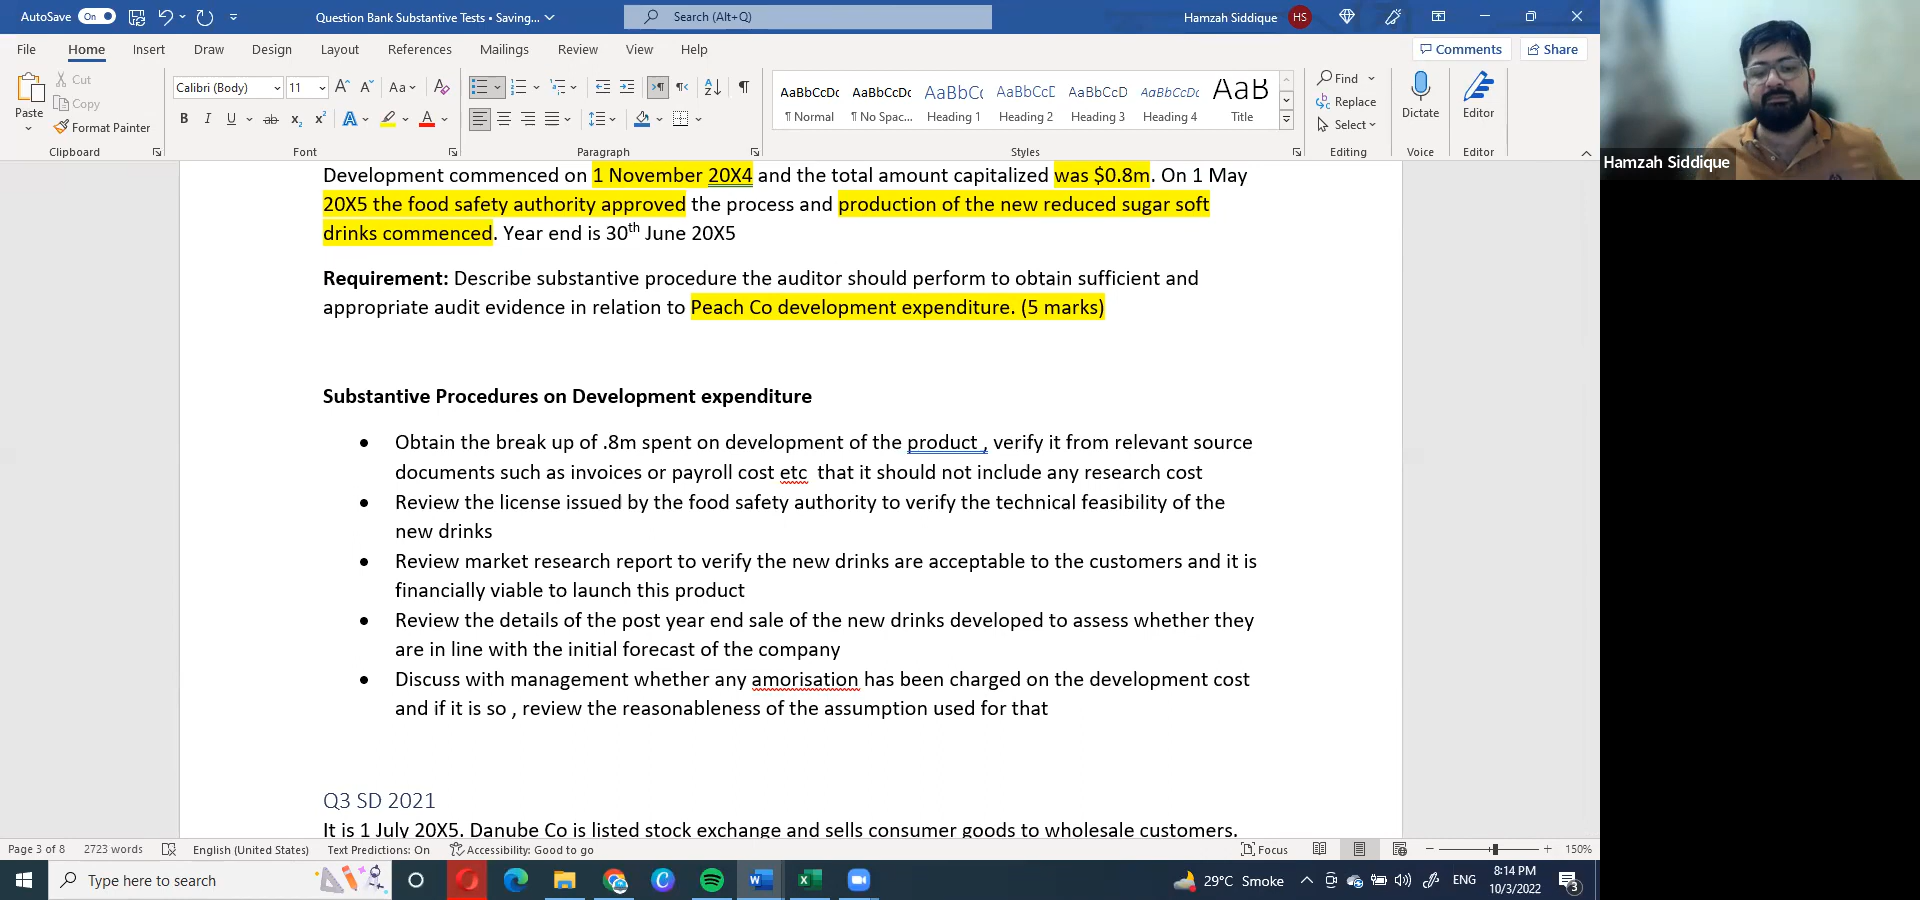 AutoSave On Question Bank Substantive Tests • Saving... Search (Alt+Q) Hamzah Siddique HS
File Home Insert Draw Design Layout References Mailings Review View Help Comments Share
Paste Cut Copy Format Painter
Calibri (Body) 11 Aa
B I U ab x2 x2 A A
AaBbCcDc AaBbCcDc AaBbC AaBbCcD AaBbCcD AaBbCcDc AaB
¶ Normal ¶ No Spac... Heading 1 Heading 2 Heading 3 Heading 4 Title
Find Replace Select Dictate Editor
Clipboard Font Paragraph Styles Editing Voice Editor
Hamzah Siddique
Development commenced on 1 November 20X4 and the total amount capitalized was $0.8m. On 1 May
20X5 the food safety authority approved the process and production of the new reduced sugar soft
drinks commenced. Year end is 30th June 20X5
Requirement: Describe substantive procedure the auditor should perform to obtain sufficient and
appropriate audit evidence in relation to Peach Co development expenditure. (5 marks)
Substantive Procedures on Development expenditure
• Obtain the break up of .8m spent on development of the product , verify it from relevant source
documents such as invoices or payroll cost etc that it should not include any research cost
• Review the license issued by the food safety authority to verify the technical feasibility of the
new drinks
• Review market research report to verify the new drinks are acceptable to the customers and it is
financially viable to launch this product
• Review the details of the post year end sale of the new drinks developed to assess whether they
are in line with the initial forecast of the company
• Discuss with management whether any amorisation has been charged on the development cost
and if it is so , review the reasonableness of the assumption used for that
Q3 SD 2021
It is 1 July 20X5. Danube Co is listed stock exchange and sells consumer goods to wholesale customers.
Page 3 of 8 2723 words English (United States) Text Predictions: On Accessibility: Good to go Focus 150%
Type here to search 29°C Smoke ENG 8:14 PM
10/3/2022 3